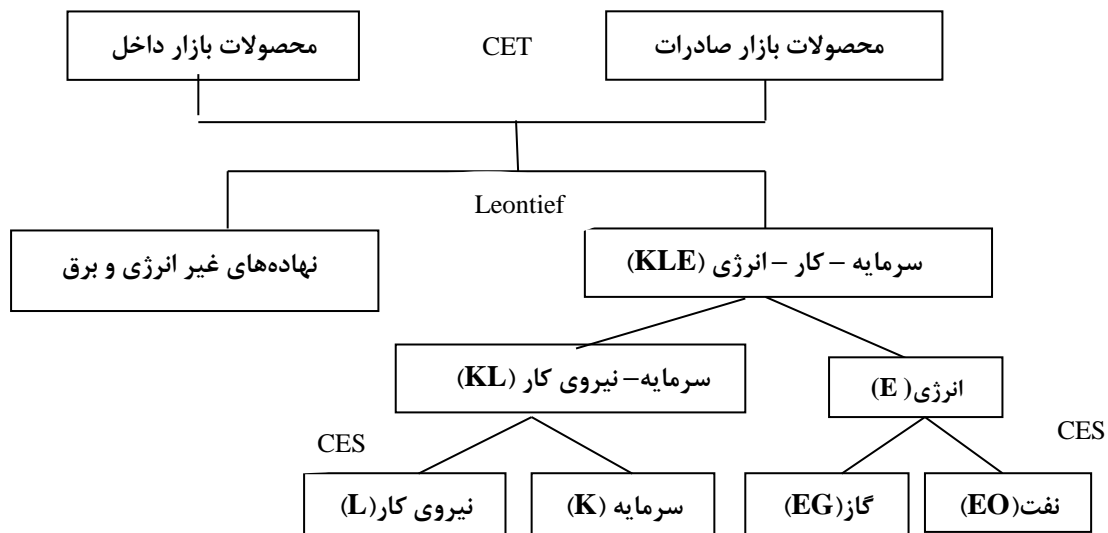 محصولات بازار صادرات
CET
محصولات بازار داخل
Leontief
سرمایه – کار – انرژی (KLE)
نهاده‌های غیر انرژی و برق
سرمایه– نیروی کار (KL)
انرژی( E)
CES
CES
نفت(EO)
گاز(EG)
سرمایه (K)
نیروی کار(L)